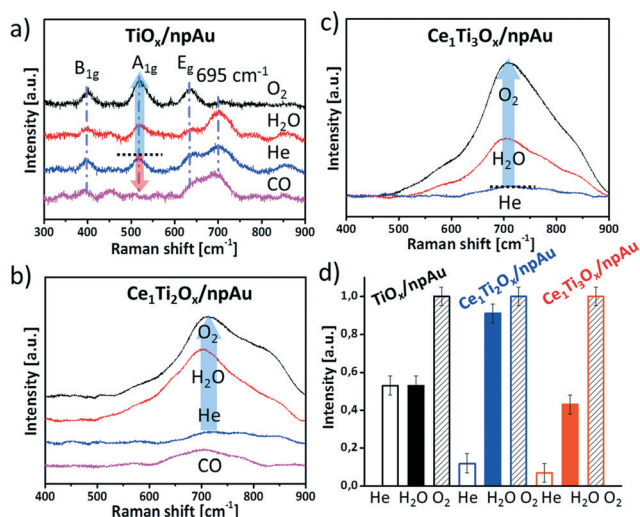 a)
TiOₓ/npAu
B₁g
A₁g
Eg
695 cm⁻¹
O₂
H₂O
He
CO
Intensity [a.u.]
300 400 500 600 700 800 900
Raman shift [cm⁻¹]
b)
Ce₁Ti₂Oₓ/npAu
O₂
H₂O
He
CO
Intensity [a.u.]
400 500 600 700 800 900
Raman shift [cm⁻¹]
c)
Ce₁Ti₃Oₓ/npAu
O₂
H₂O
He
Intensity [a.u.]
400 500 600 700 800 900
Raman shift [cm⁻¹]
d)
TiOₓ/npAu
Ce₁Ti₂Oₓ/npAu
Ce₁Ti₃Oₓ/npAu
Intensity [a.u.]
1,0
0,8
0,6
0,4
0,2
0,0
He H₂O O₂ He H₂O O₂ He H₂O O₂